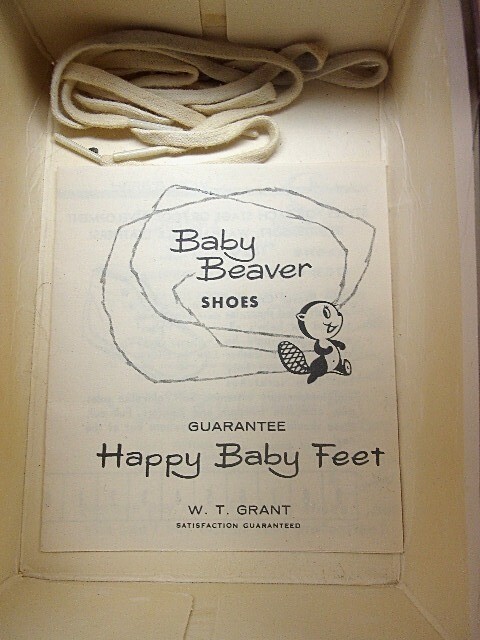 Baby
Beaver
SHOES
GUARANTEE
Happy Baby Feet
W. T. GRANT
SATISFACTION GUARANTEED